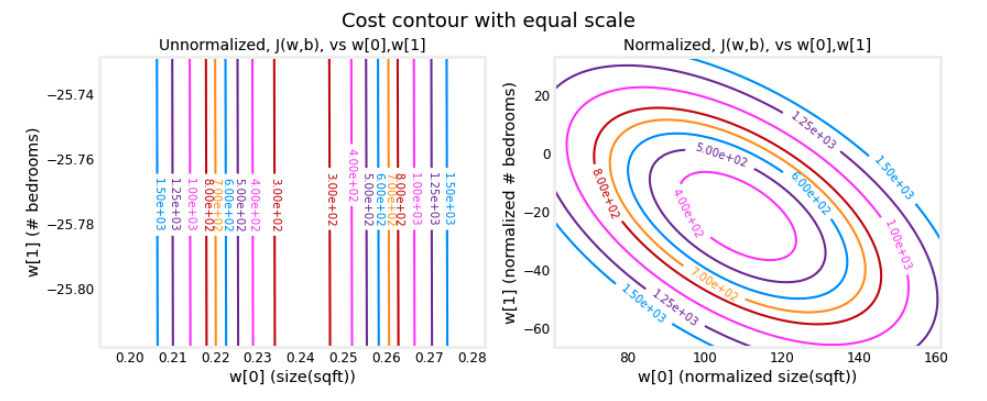 Cost contour with equal scale
Unnormalized, J(w,b), vs w[0],w[1]
w[1] (# bedrooms)
−25.74
−25.76
−25.78
−25.80
1.50e+03
1.25e+03
1.00e+03
8.00e+02
7.00e+02
6.00e+02
5.00e+02
4.00e+02
3.00e+02
3.00e+02
4.00e+02
5.00e+02
6.00e+02
7.00e+02
8.00e+02
1.00e+03
1.25e+03
1.50e+03
0.20 0.21 0.22 0.23 0.24 0.25 0.26 0.27 0.28
w[0] (size(sqft))
Normalized, J(w,b), vs w[0],w[1]
w[1] (normalized # bedrooms)
20
0
−20
−40
−60
1.25e+03
5.00e+02
1.50e+03
6.00e+02
8.00e+02
4.00e+02
1.00e+03
7.00e+02
1.50e+03
1.25e+03
80 100 120 140 160
w[0] (normalized size(sqft))